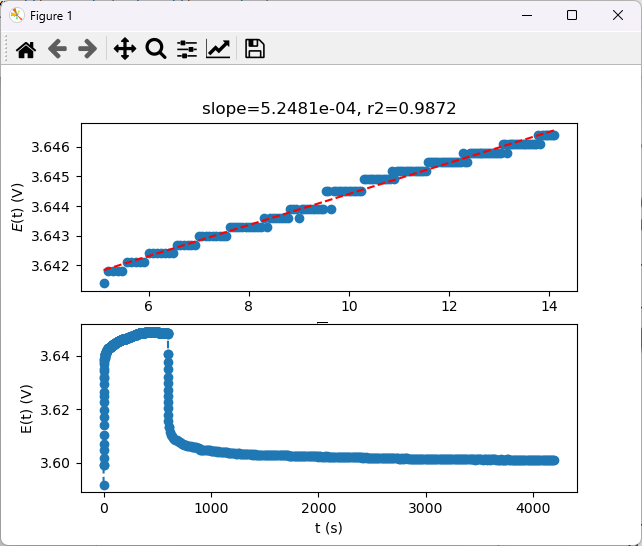 Figure 1
slope=5.2481e-04, r2=0.9872
3.646
3.645
3.644
3.643
3.642
E(t) (V)
6 8 10 12 14
3.64
3.62
3.60
E(t) (V)
0 1000 2000 3000 4000
t (s)